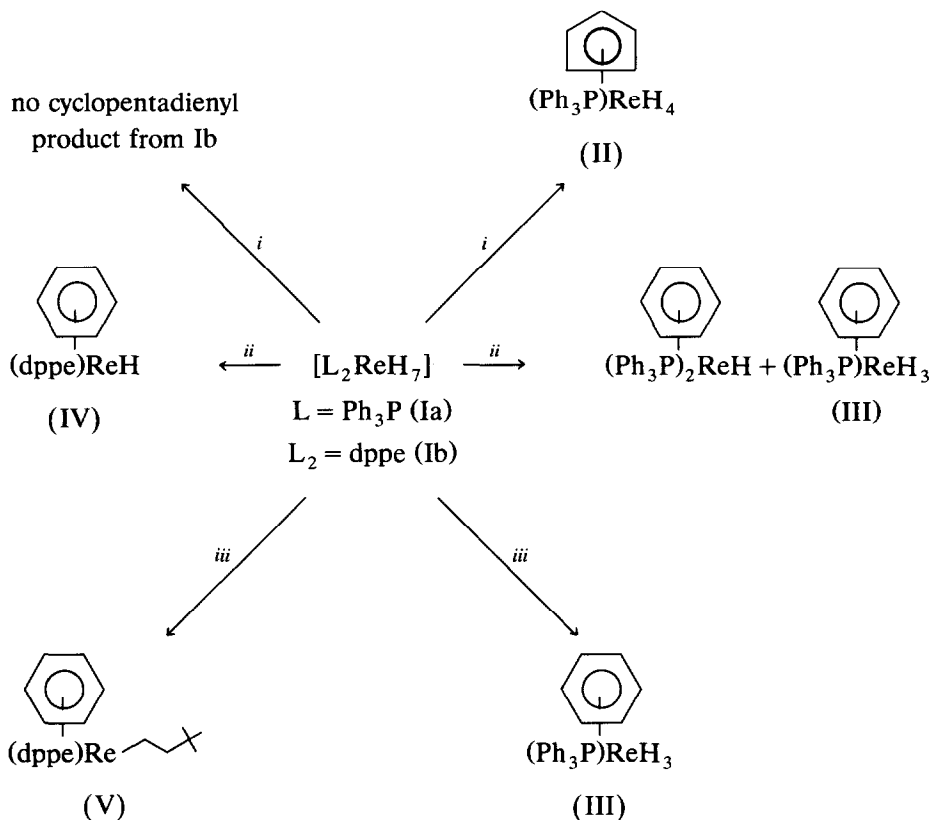 (Ph₃P)ReH₄
(II)
no cyclopentadienyl
product from Ib
i
i
(dppe)ReH
(IV)
ii
[L₂ReH₇]
L = Ph₃P (Ia)
L₂ = dppe (Ib)
ii
(Ph₃P)₂ReH + (Ph₃P)ReH₃
(III)
iii
iii
(dppe)Re
(V)
(Ph₃P)ReH₃
(III)